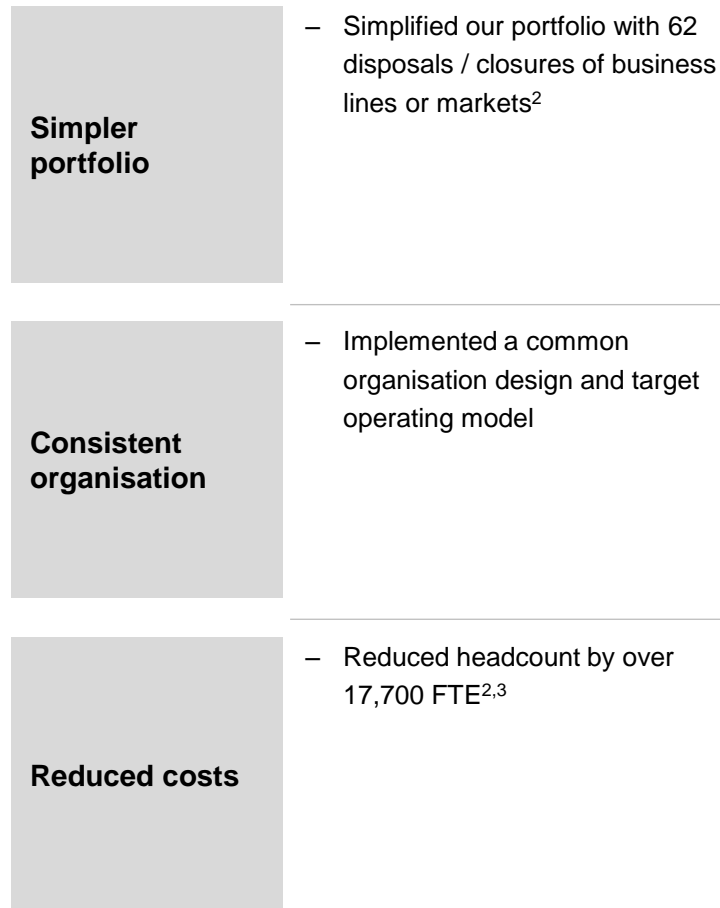 Simpler
portfolio
– Simplified our portfolio with 62
disposals / closures of business
lines or markets2
Consistent
organisation
– Implemented a common
organisation design and target
operating model
Reduced costs
– Reduced headcount by over
17,700 FTE2,3